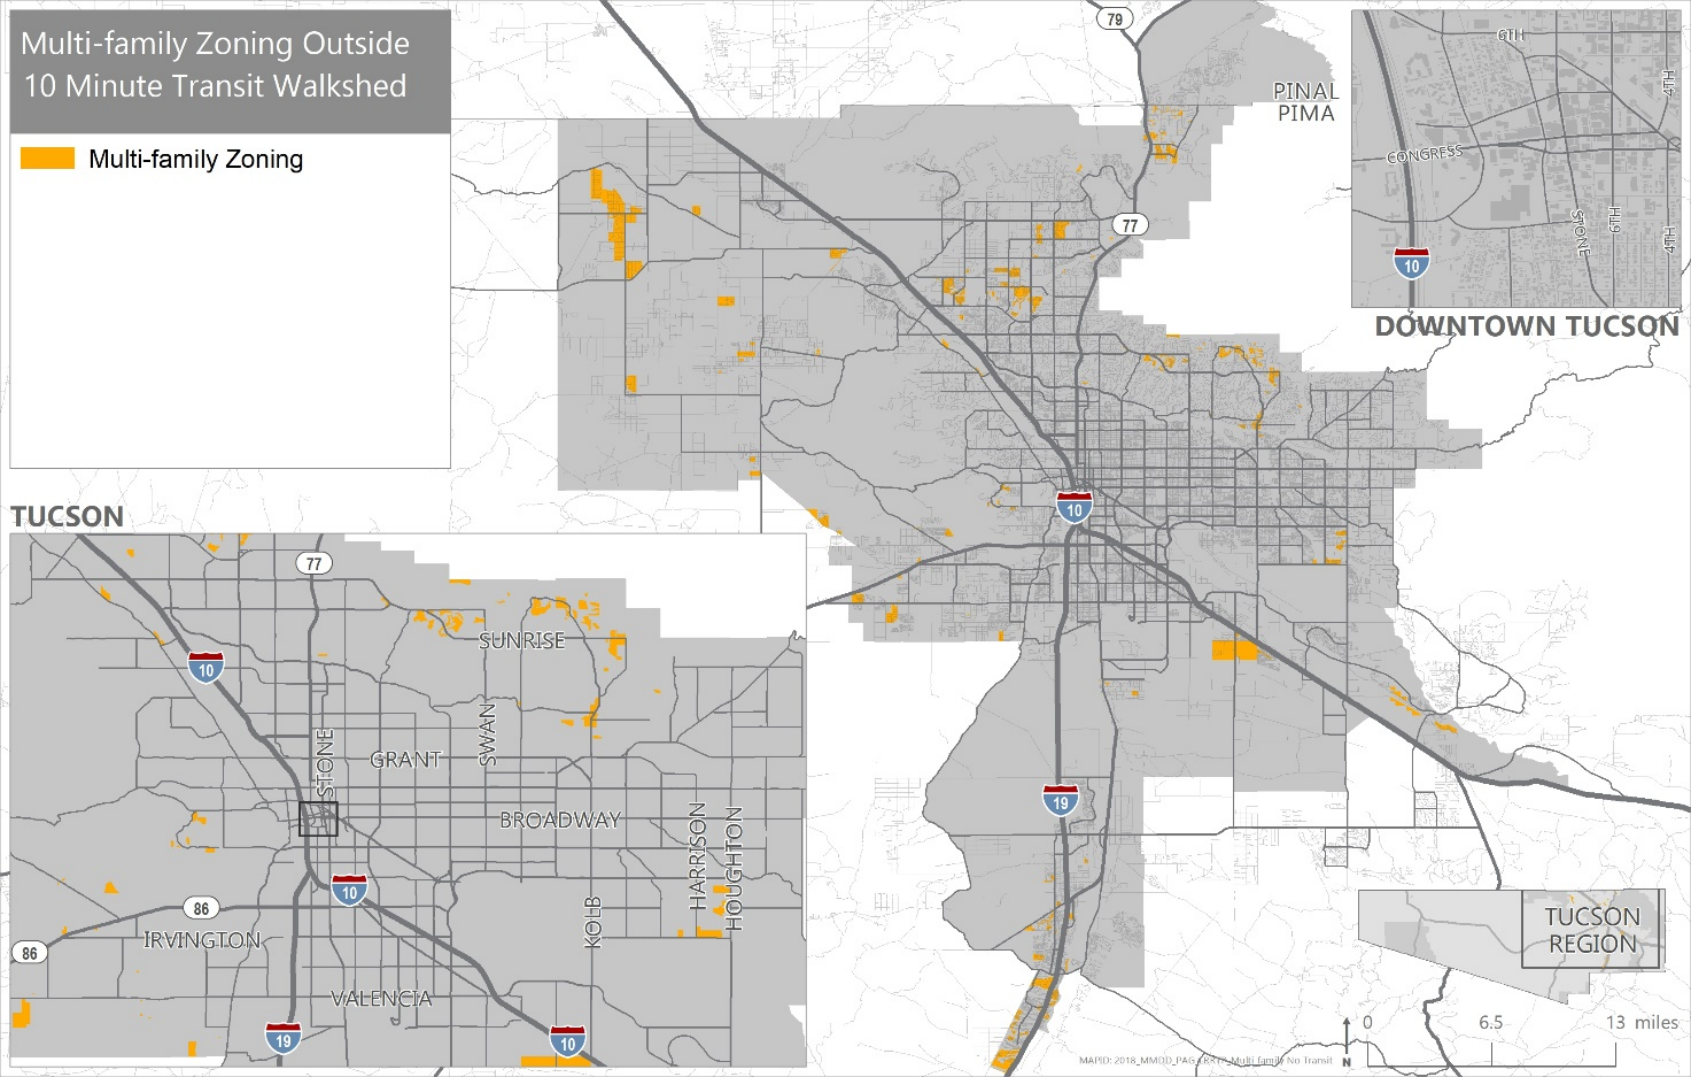 Multi-family Zoning Outside
10 Minute Transit Walkshed
Multi-family Zoning
79
PINAL
PIMA
77
10
19
6TH
4TH
CONGRESS
STONE
6TH
4TH
10
DOWNTOWN TUCSON
TUCSON
77
SUNRISE
10
SWAN
STONE
GRANT
BROADWAY
HARRISON
HOUGHTON
10
86
KOLB
IRVINGTON
86
VALENCIA
19
10
TUCSON
REGION
0 6.5 13 miles
N
Transit